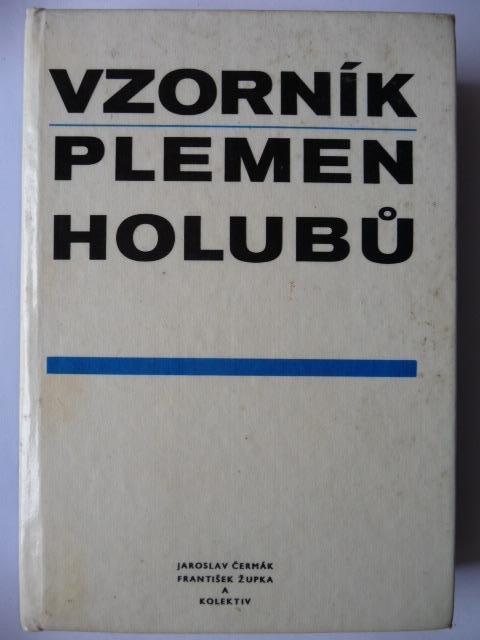 VZORNÍK
PLEMEN
HOLUBŮ
JAROSLAV ČERMÁK
FRANTIŠEK ŽUPKA
A
KOLEKTIV